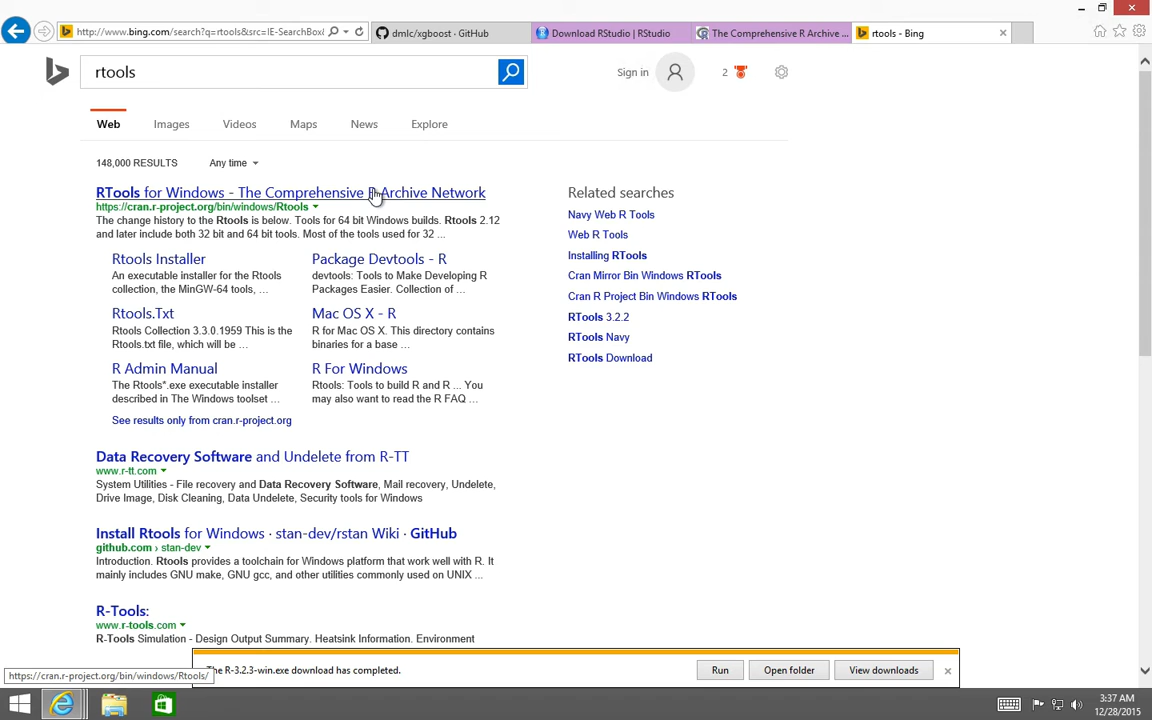 http://www.bing.com/search?q=rtools&src=IE-SearchBox
dmlc/xgboost · GitHub
Download RStudio | RStudio
The Comprehensive R Archive ...
rtools - Bing
rtools
Sign in
2
Web
Images
Videos
Maps
News
Explore
148,000 RESULTS
Any time
RTools for Windows - The Comprehensive R Archive Network
https://cran.r-project.org/bin/windows/Rtools
The change history to the Rtools is below. Tools for 64 bit Windows builds. Rtools 2.12
and later include both 32 bit and 64 bit tools. Most of the tools used for 32 ...
Rtools Installer
An executable installer for the Rtools
collection, the MinGW-64 tools, ...
Package Devtools - R
devtools: Tools to Make Developing R
Packages Easier. Collection of ...
Rtools.Txt
Rtools Collection 3.3.0.1959 This is the
Rtools.txt file, which will be ...
Mac OS X - R
R for Mac OS X. This directory contains
binaries for a base ...
R Admin Manual
The Rtools*.exe executable installer
described in The Windows toolset ...
R For Windows
Rtools: Tools to build R and R ... You
may also want to read the R FAQ ...
See results only from cran.r-project.org
Data Recovery Software and Undelete from R-TT
www.r-tt.com
System Utilities - File recovery and Data Recovery Software, Mail recovery, Undelete,
Drive Image, Disk Cleaning, Data Undelete, Security tools for Windows
Install Rtools for Windows · stan-dev/rstan Wiki · GitHub
github.com › stan-dev
Introduction. Rtools provides a toolchain for Windows platform that work well with R. It
mainly includes GNU make, GNU gcc, and other utilities commonly used on UNIX ...
R-Tools:
www.r-tools.com
R-Tools Simulation - Design Output Summary. Heatsink Information. Environment
Related searches
Navy Web R Tools
Web R Tools
Installing RTools
Cran Mirror Bin Windows RTools
Cran R Project Bin Windows RTools
RTools 3.2.2
RTools Navy
RTools Download
The R-3.2.3-win.exe download has completed.
Run
Open folder
View downloads
https://cran.r-project.org/bin/windows/Rtools/
3:37 AM
12/28/2015